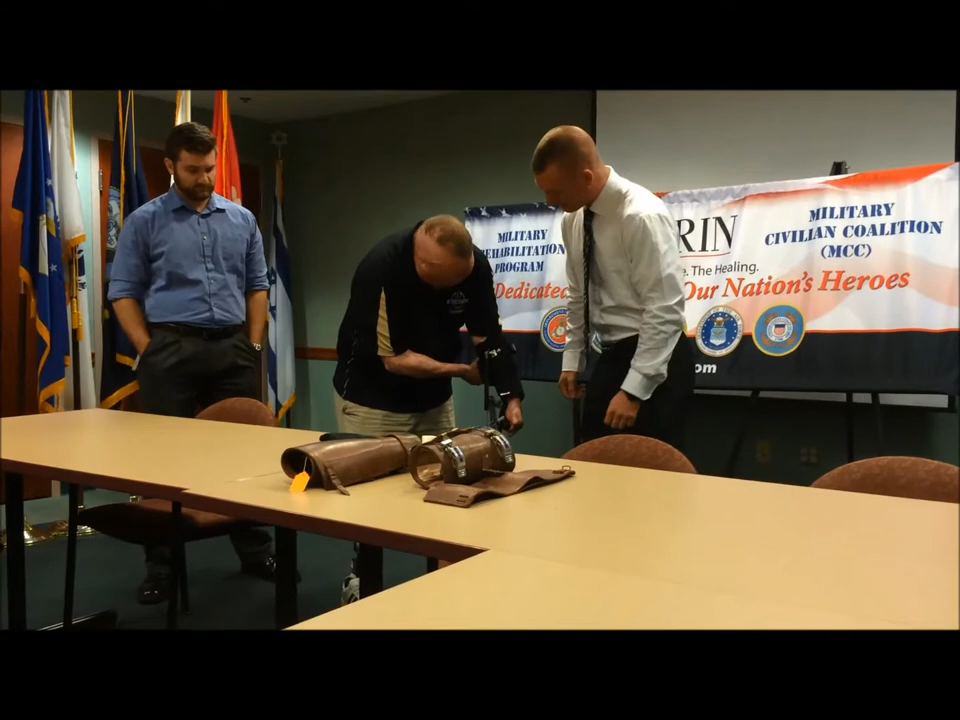 MILITARY
REHABILITATION
PROGRAM
Dedicated
RIN
e. The Healing.
Our Nation's Heroes
MILITARY
CIVILIAN COALITION
(MCC)
om